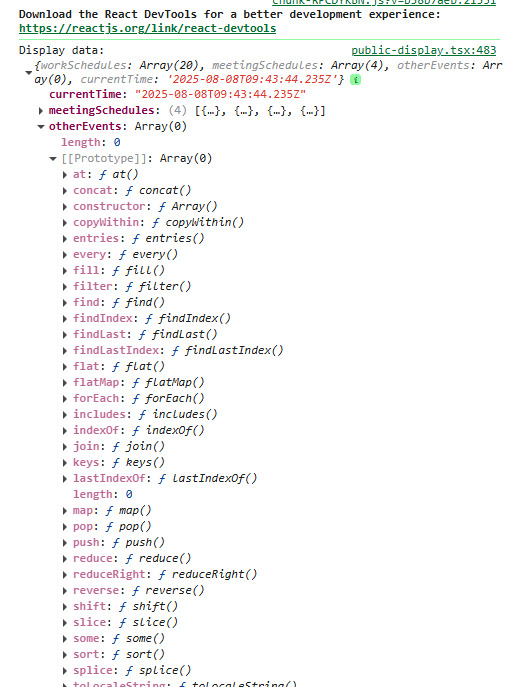 Download the React DevTools for a better development experience:
https://reactjs.org/link/react-devtools
Display data: public-display.tsx:483
{workSchedules: Array(20), meetingSchedules: Array(4), otherEvents: Arr
ay(0), currentTime: '2025-08-08T09:43:44.235Z'} i
currentTime: "2025-08-08T09:43:44.235Z"
meetingSchedules: (4) [{…}, {…}, {…}, {…}]
otherEvents: Array(0)
length: 0
[[Prototype]]: Array(0)
at: ƒ at()
concat: ƒ concat()
constructor: ƒ Array()
copyWithin: ƒ copyWithin()
entries: ƒ entries()
every: ƒ every()
fill: ƒ fill()
filter: ƒ filter()
find: ƒ find()
findIndex: ƒ findIndex()
findLast: ƒ findLast()
findLastIndex: ƒ findLastIndex()
flat: ƒ flat()
flatMap: ƒ flatMap()
forEach: ƒ forEach()
includes: ƒ includes()
indexOf: ƒ indexOf()
join: ƒ join()
keys: ƒ keys()
lastIndexOf: ƒ lastIndexOf()
length: 0
map: ƒ map()
pop: ƒ pop()
push: ƒ push()
reduce: ƒ reduce()
reduceRight: ƒ reduceRight()
reverse: ƒ reverse()
shift: ƒ shift()
slice: ƒ slice()
some: ƒ some()
sort: ƒ sort()
splice: ƒ splice()
toLocaleString: ƒ toLocaleString()